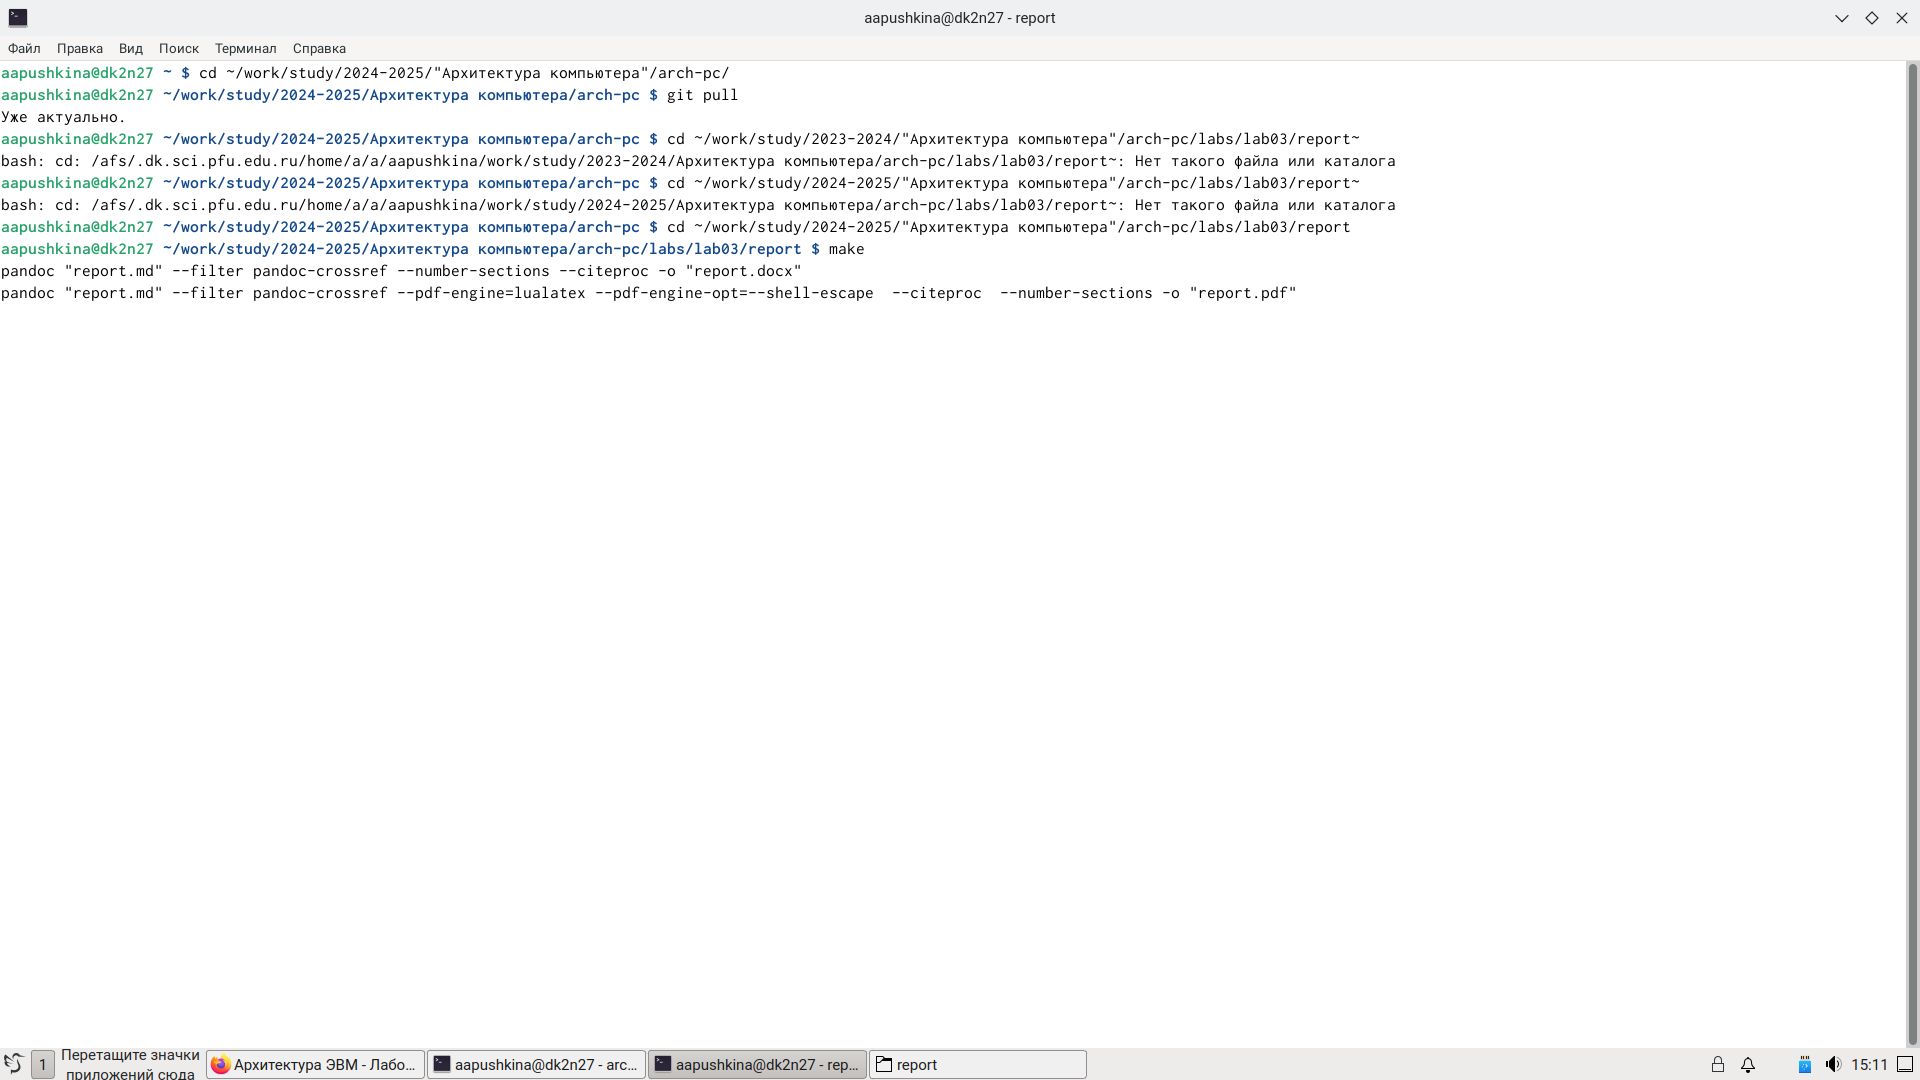 aapushkina@dk2n27 - report
Файл Правка Вид Поиск Терминал Справка
aapushkina@dk2n27 ~ $ cd ~/work/study/2024-2025/"Архитектура компьютера"/arch-pc/
aapushkina@dk2n27 ~/work/study/2024-2025/Архитектура компьютера/arch-pc $ git pull
Уже актуально.
aapushkina@dk2n27 ~/work/study/2024-2025/Архитектура компьютера/arch-pc $ cd ~/work/study/2023-2024/"Архитектура компьютера"/arch-pc/labs/lab03/report~
bash: cd: /afs/.dk.sci.pfu.edu.ru/home/a/a/aapushkina/work/study/2023-2024/Архитектура компьютера/arch-pc/labs/lab03/report~: Нет такого файла или каталога
aapushkina@dk2n27 ~/work/study/2024-2025/Архитектура компьютера/arch-pc $ cd ~/work/study/2024-2025/"Архитектура компьютера"/arch-pc/labs/lab03/report~
bash: cd: /afs/.dk.sci.pfu.edu.ru/home/a/a/aapushkina/work/study/2024-2025/Архитектура компьютера/arch-pc/labs/lab03/report~: Нет такого файла или каталога
aapushkina@dk2n27 ~/work/study/2024-2025/Архитектура компьютера/arch-pc $ cd ~/work/study/2024-2025/"Архитектура компьютера"/arch-pc/labs/lab03/report
aapushkina@dk2n27 ~/work/study/2024-2025/Архитектура компьютера/arch-pc/labs/lab03/report $ make
pandoc "report.md" --filter pandoc-crossref --number-sections --citeproc -o "report.docx"
pandoc "report.md" --filter pandoc-crossref --pdf-engine=lualatex --pdf-engine-opt=--shell-escape  --citeproc  --number-sections -o "report.pdf"
1
Перетащите значки
приложений сюда
Архитектура ЭВМ - Лабо...
aapushkina@dk2n27 - arc...
aapushkina@dk2n27 - rep...
report
15:11